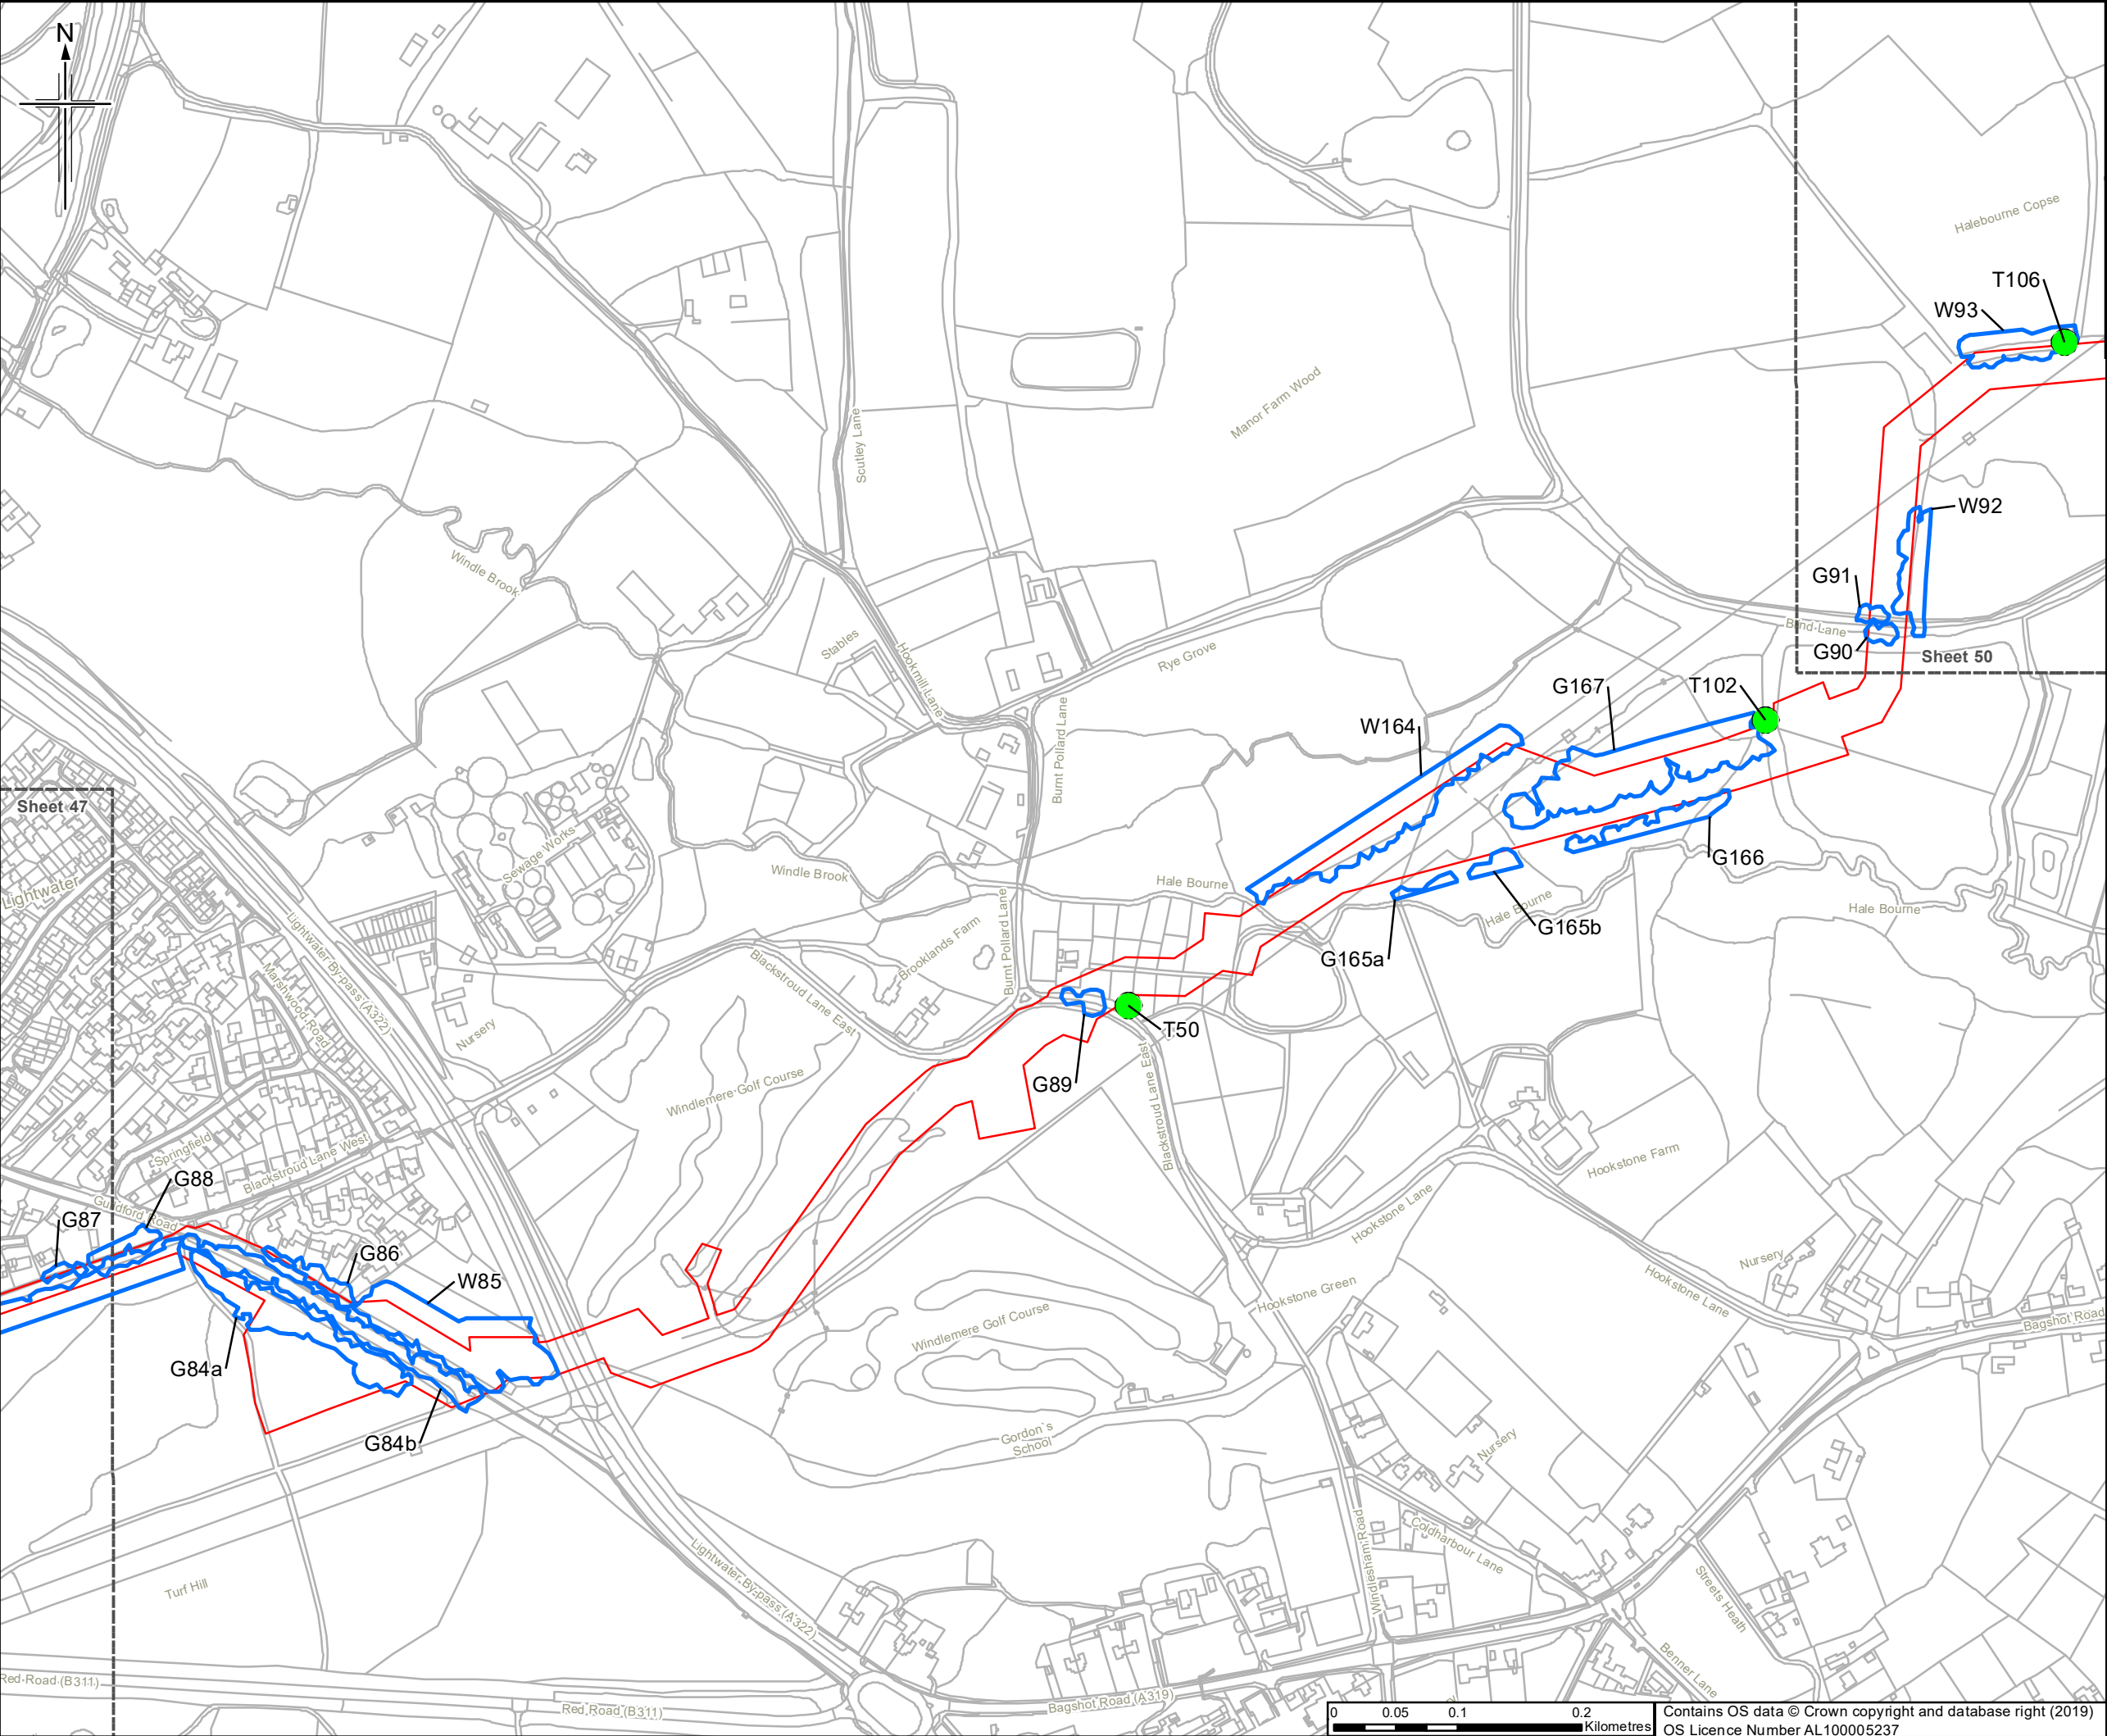 N
Halebourne Copse
T106
W93
Scutley Lane
Manor Farm Wood
W92
Windle Brook
G91
Blind Lane
G90
Sheet 50
Stables
Hookmill Lane
Rye Grove
Burnt Pollard Lane
G167
T102
W164
Sheet 47
Sewage Works
Lightwater
Windle Brook
Hale Bourne
G166
Hale Bourne
Hale Bourne
G165b
G165a
Lightwater By-pass (A322)
Marshwood Road
Nursery
Blackstroud Lane East
Brooklands Farm
Burnt Pollard Lane
T50
G89
Windlemere Golf Course
Blackstroud Lane East
Springfield
Blackstroud Lane West
Hookstone Farm
G88
Guildford Road
G87
Hookstone Lane
G86
W85
Nursery
Hookstone Lane
Hookstone Green
Bagshot Road
Windlemere Golf Course
G84a
G84b
Gordon`s
School
Nursery
Turf Hill
Lightwater By-pass (A322)
Windlesham Road
Coldharbour Lane
Streets Heath
Benner Lane
Red Road (B311)
Red Road (B311)
Bagshot Road (A319)
0 0.05 0.1 0.2
Kilometres
Contains OS data © Crown copyright and database right (2019)
OS Licence Number AL100005237